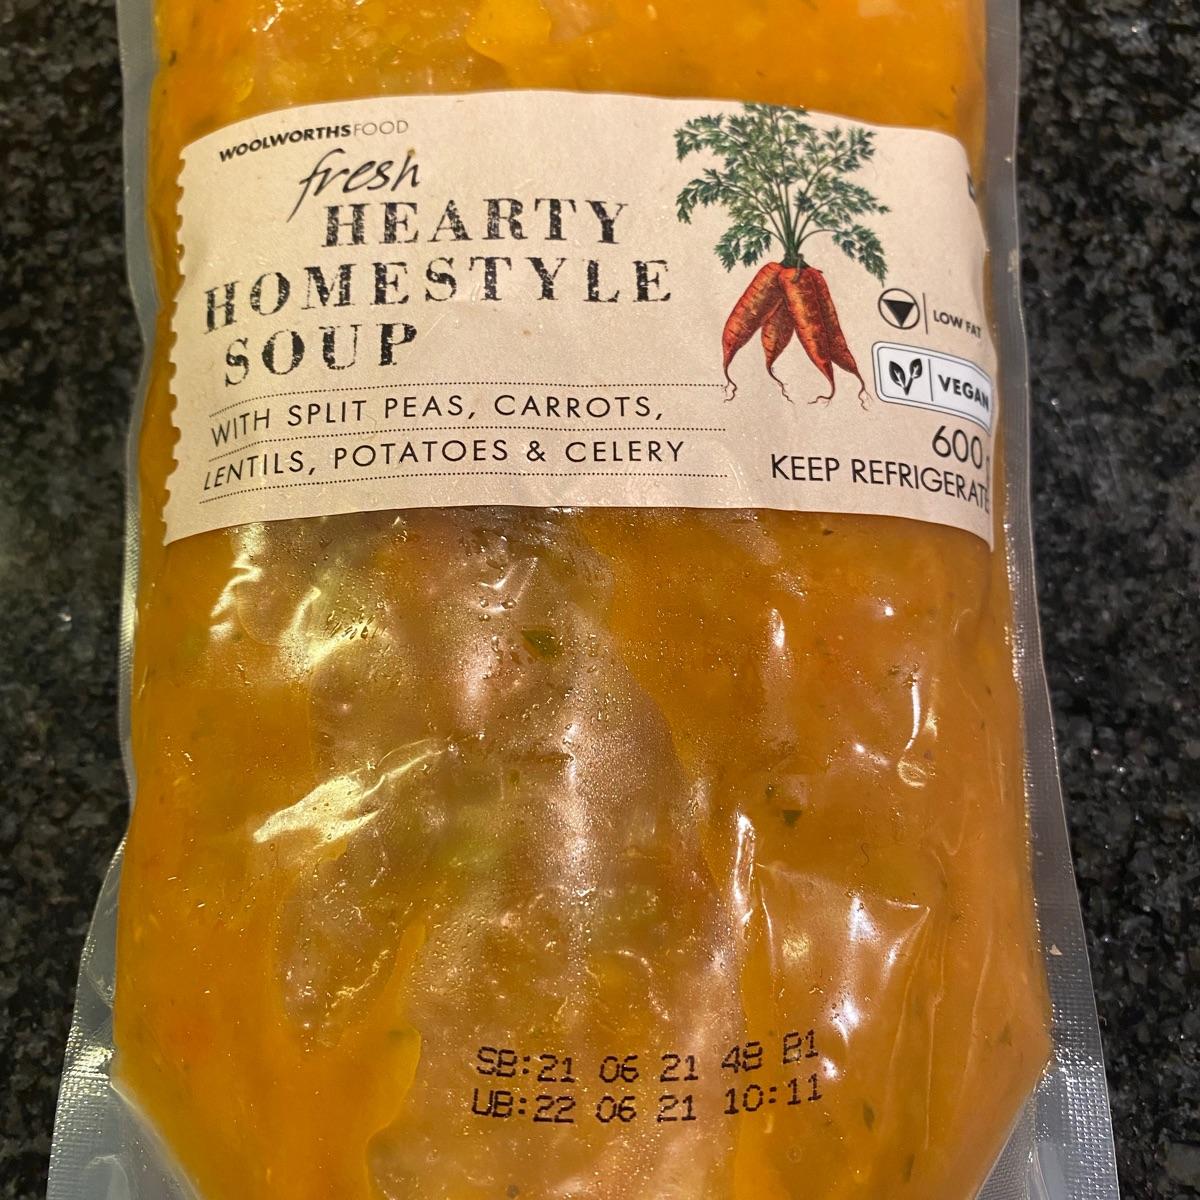 WOOLWORTHSFOOD
fresh
HEARTY
HOMESTYLE
SOUP
WITH SPLIT PEAS, CARROTS,
LENTILS, POTATOES & CELERY
LOW FAT
VEGAN
600
KEEP REFRIGERATE
SB:21 06 21 48 B1
UB:22 06 21 10:11